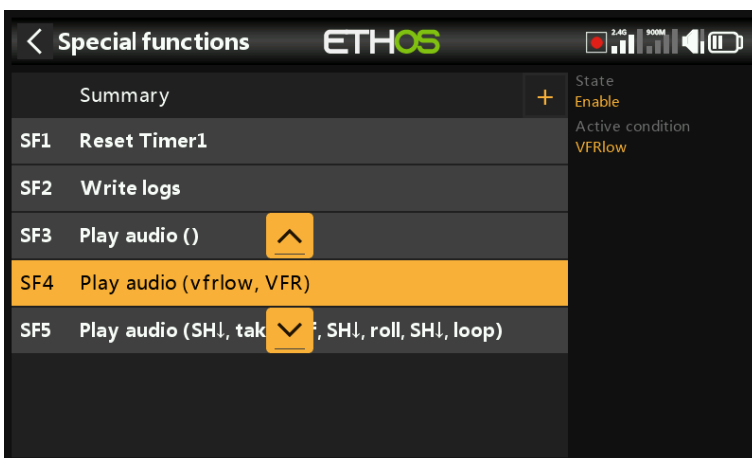 Special functions
ETHOS
2.4G
900M
Summary
+
SF1 Reset Timer1
SF2 Write logs
SF3 Play audio ()
SF4 Play audio (vfrlow, VFR)
SF5 Play audio (SH↓, tak f, SH↓, roll, SH↓, loop)
State
Enable
Active condition
VFRlow